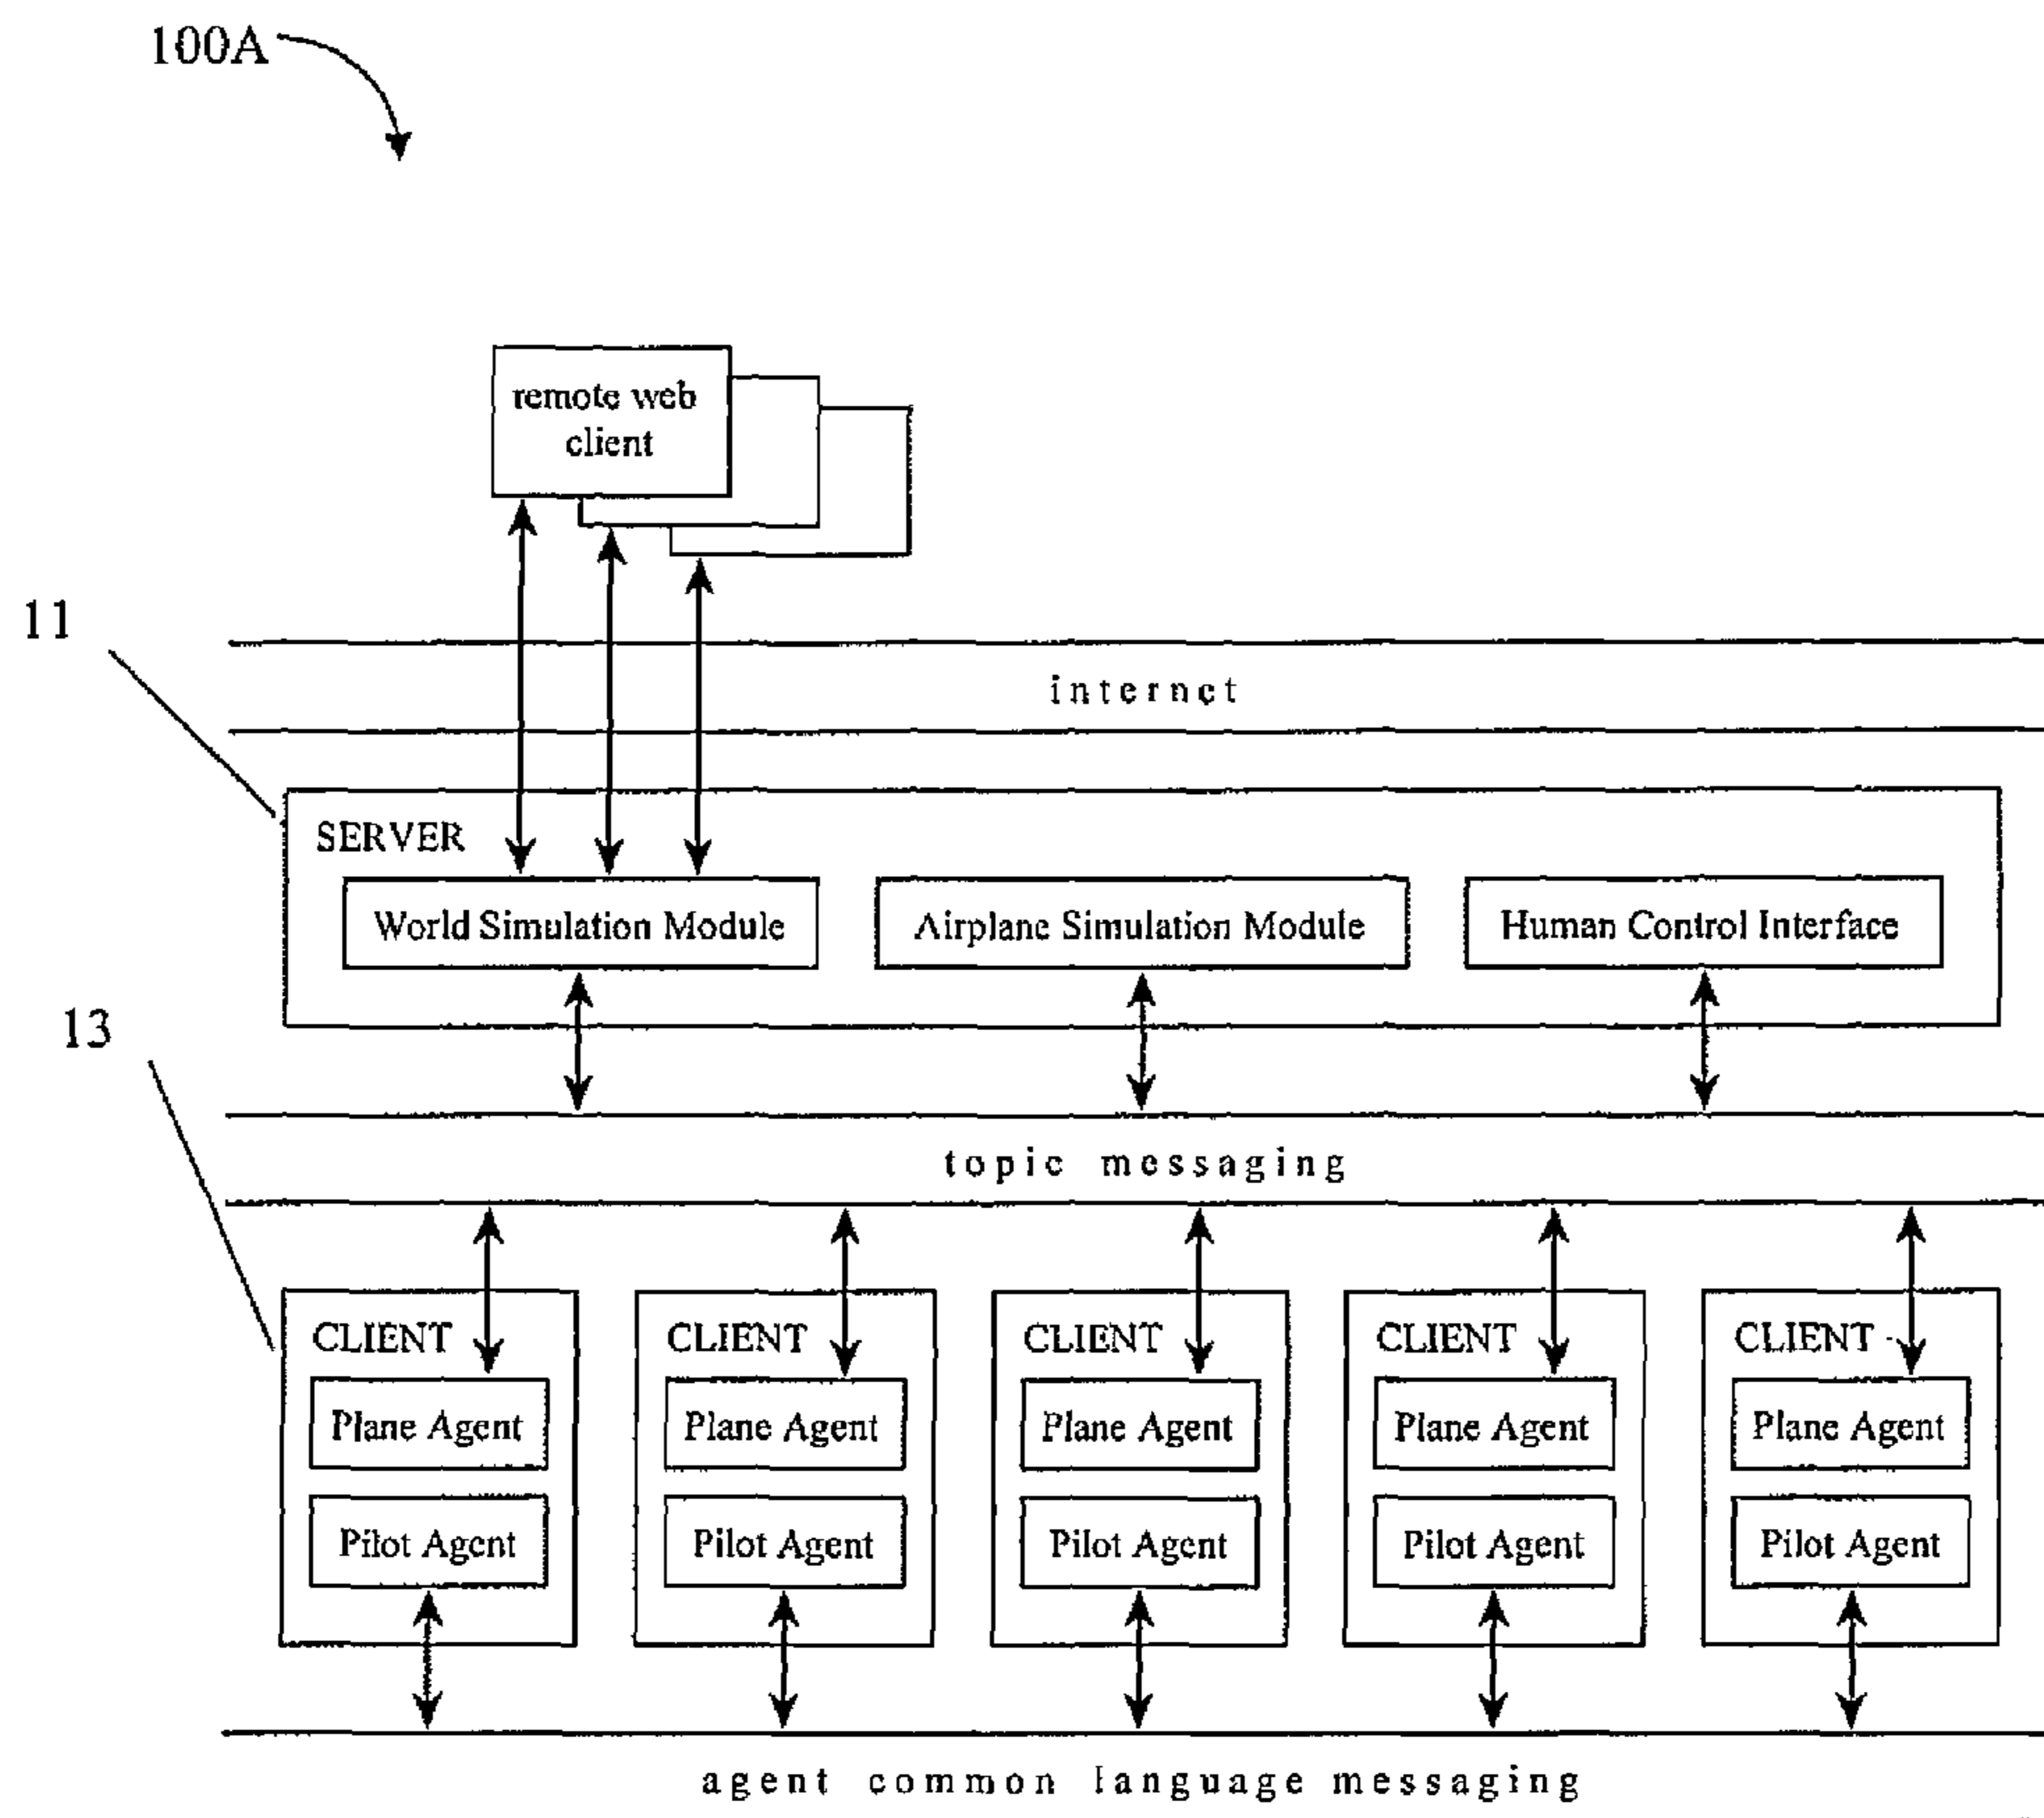 100A
remote web
client
11
internet
SERVER
World Simulation Module
Airplane Simulation Module
Human Control Interface
13
topic messaging
CLIENT
CLIENT
CLIENT
CLIENT
CLIENT
Plane Agent
Plane Agent
Plane Agent
Plane Agent
Plane Agent
Pilot Agent
Pilot Agent
Pilot Agent
Pilot Agent
Pilot Agent
agent common language messaging